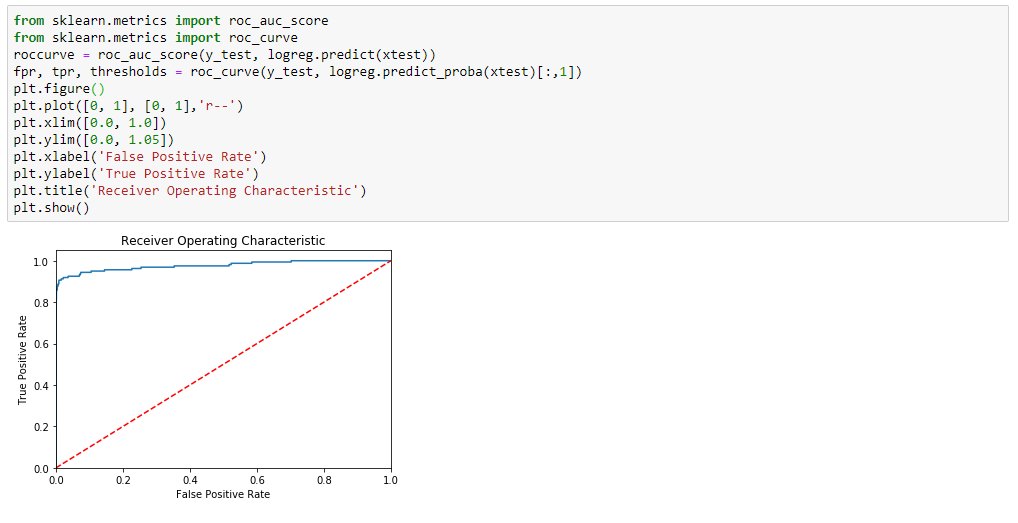 from sklearn.metrics import roc_auc_score
from sklearn.metrics import roc_curve
roccurve = roc_auc_score(y_test, logreg.predict(xtest))
fpr, tpr, thresholds = roc_curve(y_test, logreg.predict_proba(xtest)[:,1])
plt.figure()
plt.plot([0, 1], [0, 1],'r--')
plt.xlim([0.0, 1.0])
plt.ylim([0.0, 1.05])
plt.xlabel('False Positive Rate')
plt.ylabel('True Positive Rate')
plt.title('Receiver Operating Characteristic')
plt.show()
Receiver Operating Characteristic
True Positive Rate
1.0
0.8
0.6
0.4
0.2
0.0
0.0 0.2 0.4 0.6 0.8 1.0
False Positive Rate